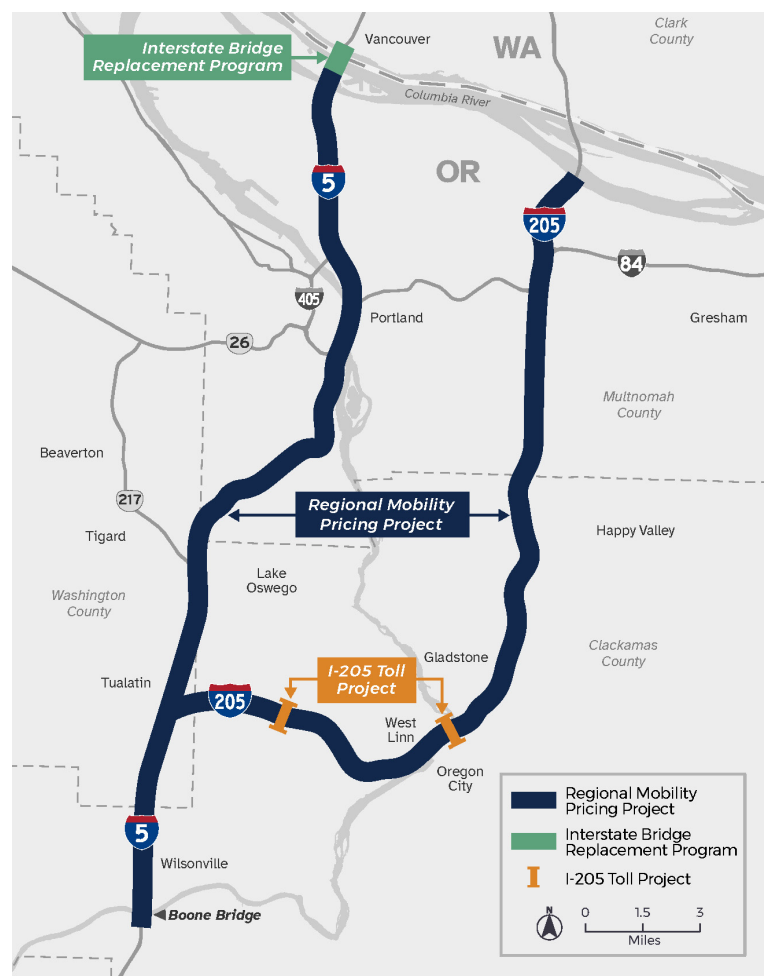 Interstate Bridge
Replacement Program
Vancouver
WA
Clark
County
Columbia River
OR
5
205
84
405
Portland
Gresham
26
Multnomah
County
Beaverton
217
Regional Mobility
Pricing Project
Tigard
Happy Valley
Lake
Oswego
Washington
County
Clackamas
County
Gladstone
I-205 Toll
Project
Tualatin
205
West
Linn
Oregon
City
5
Wilsonville
Boone Bridge
Regional Mobility
Pricing Project
Interstate Bridge
Replacement Program
I-205 Toll Project
N
0 1.5 3
Miles